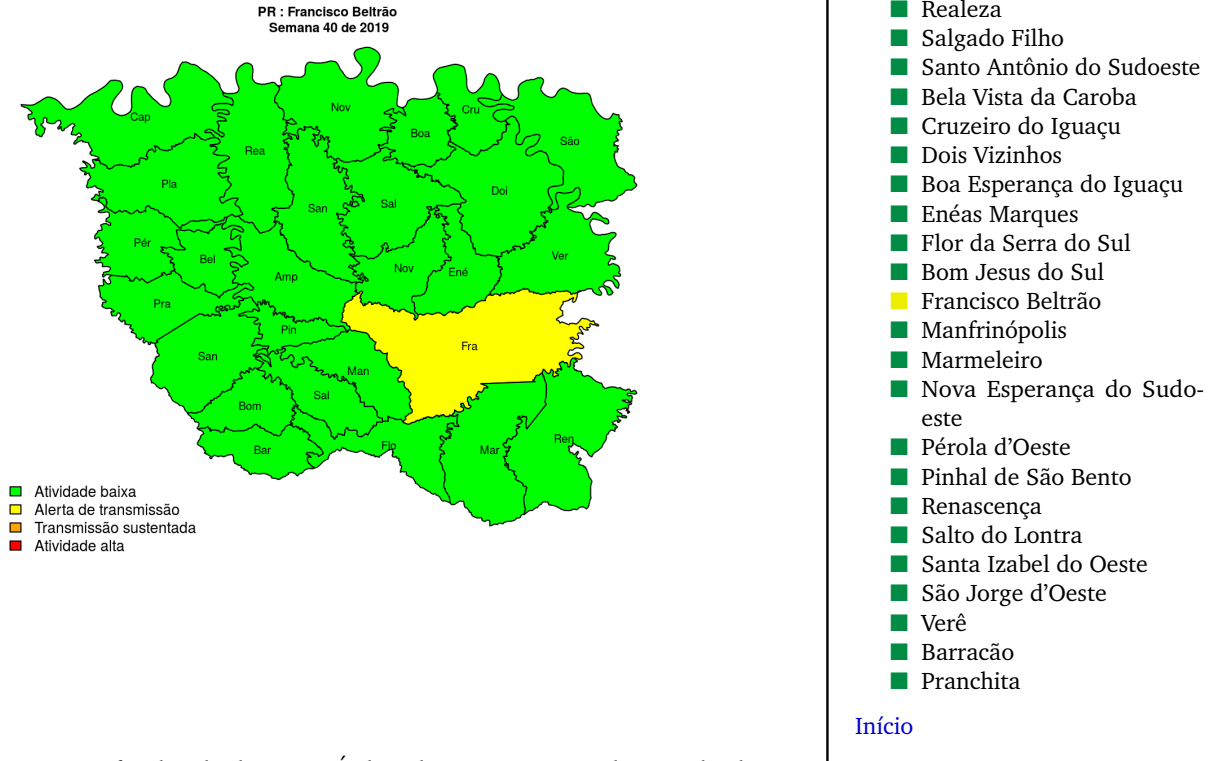 PR : Francisco Beltrão
Semana 40 de 2019
Nov
Cap
Cru
Boa
São
Rea
Pla
Doi
San
Sal
Pér
Bel
Nov
Ené
Ver
Amp
Pra
Pin
Fra
San
Man
Sal
Bom
Bar
Flo
Mar
Ren
Atividade baixa
Alerta de transmissão
Transmissão sustentada
Atividade alta
Realeza
Salgado Filho
Santo Antônio do Sudoeste
Bela Vista da Caroba
Cruzeiro do Iguaçu
Dois Vizinhos
Boa Esperança do Iguaçu
Enéas Marques
Flor da Serra do Sul
Bom Jesus do Sul
Francisco Beltrão
Manfrinópolis
Marmeleiro
Nova Esperança do Sudo-
este
Pérola d'Oeste
Pinhal de São Bento
Renascença
Salto do Lontra
Santa Izabel do Oeste
São Jorge d'Oeste
Verê
Barracão
Pranchita
Início